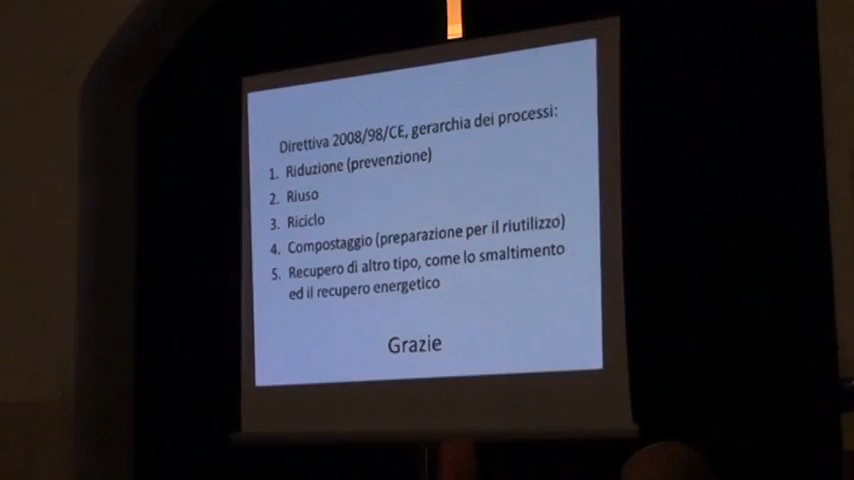 Direttiva 2008/98/CE, gerarchia dei processi:
1. Riduzione (prevenzione)
2. Riuso
3. Riciclo
4. Compostaggio (preparazione per il riutilizzo)
5. Recupero di altro tipo, come lo smaltimento
ed il recupero energetico
Grazie